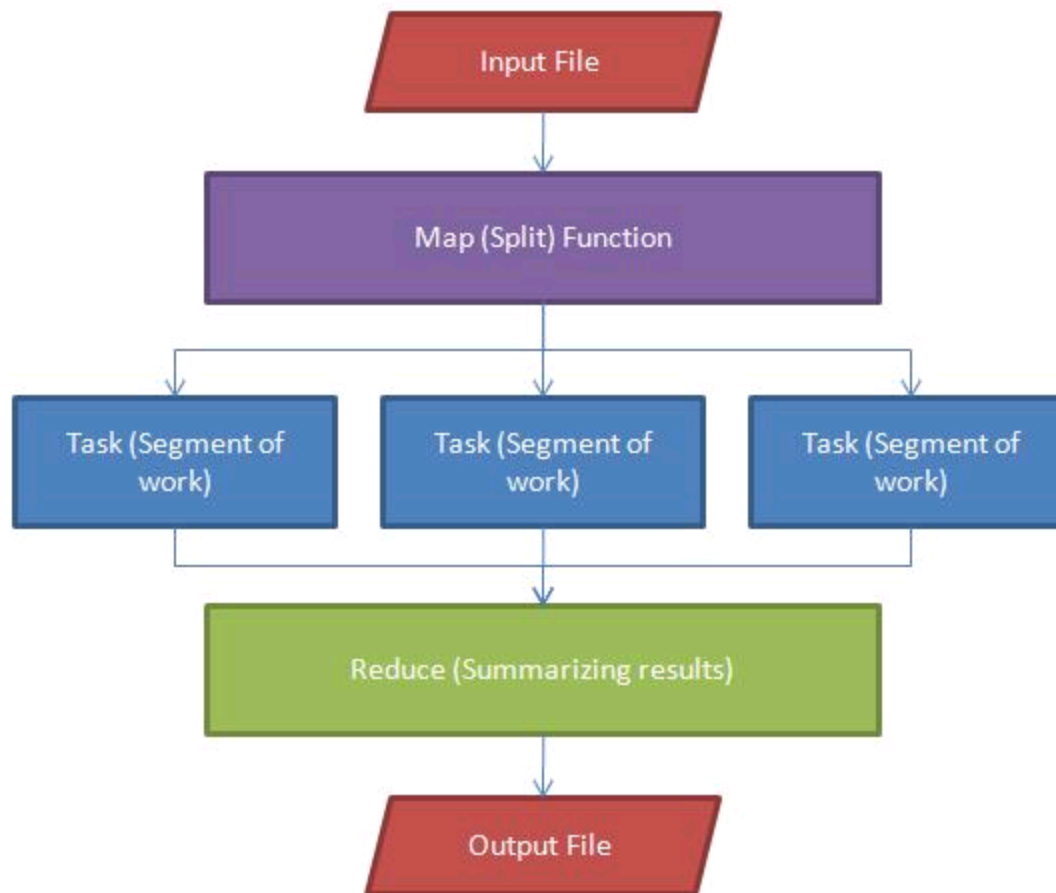 Input File
Map (Split) Function
Task (Segment of
work)
Task (Segment of
work)
Task (Segment of
work)
Reduce (Summarizing results)
Output File